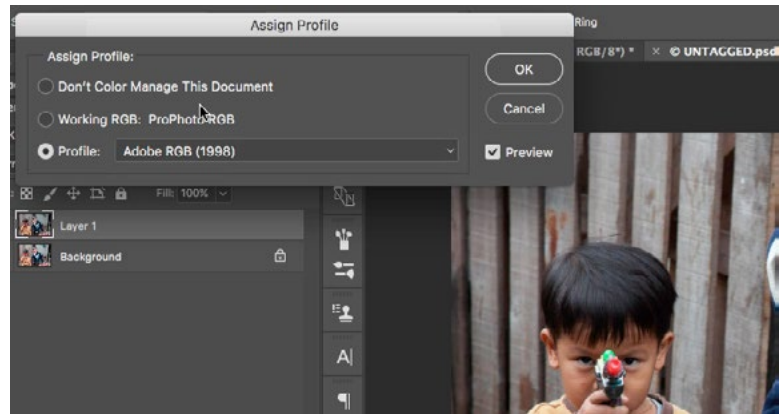 Assign Profile
Ring
Assign Profile:
RGB/8*) * × © UNTAGGED.psd
OK
Don't Color Manage This Document
Cancel
Working RGB: ProPhoto RGB
Profile: Adobe RGB (1998)
Preview
Fill: 100%
Layer 1
Background
A|
¶